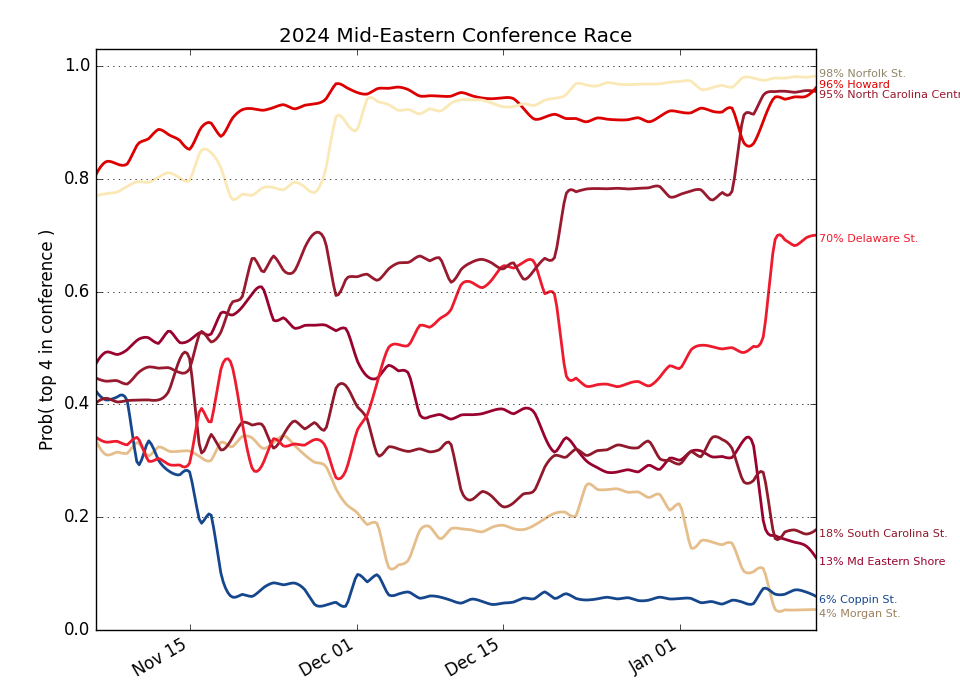 2024 Mid-Eastern Conference Race
1.0
0.8
0.6
0.4
0.2
0.0
Prob( top 4 in conference )
Nov 15
Dec 01
Dec 15
Jan 01
98% Norfolk St.
96% Howard
95% North Carolina Centr
70% Delaware St.
18% South Carolina St.
13% Md Eastern Shore
6% Coppin St.
4% Morgan St.